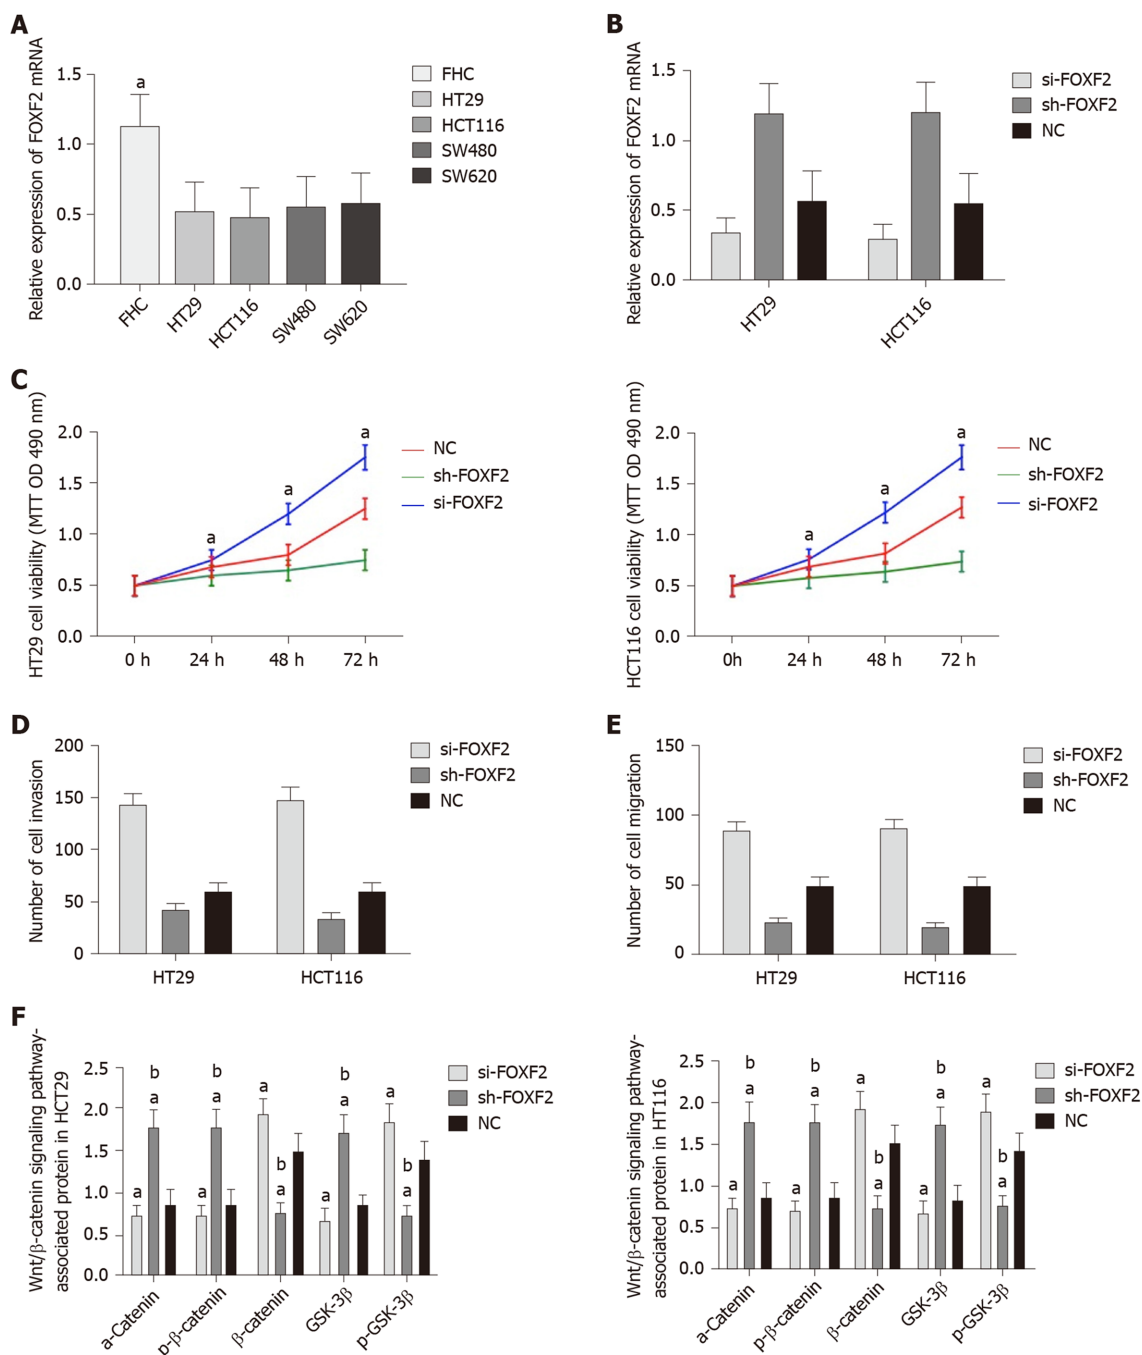 A
Relative expression of FOXF2 mRNA
1.5
1.0
0.5
0.0
a
FHC
HT29
HCT116
SW480
SW620
FHC
HT29
HCT116
SW480
SW620
B
Relative expression of FOXF2 mRNA
1.5
1.0
0.5
0.0
HT29
HCT116
si-FOXF2
sh-FOXF2
NC
C
HT29 cell viability (MTT OD 490 nm)
2.0
1.5
1.0
0.5
0.0
a
a
a
0 h
24 h
48 h
72 h
NC
sh-FOXF2
si-FOXF2
HCT116 cell viability (MTT OD 490 nm)
2.0
1.5
1.0
0.5
0.0
a
a
a
0h
24 h
48 h
72 h
NC
sh-FOXF2
si-FOXF2
D
Number of cell invasion
200
150
100
50
0
HT29
HCT116
si-FOXF2
sh-FOXF2
NC
E
Number of cell migration
150
100
50
0
HT29
HCT116
si-FOXF2
sh-FOXF2
NC
F
Wnt/β-catenin signaling pathway-
associated protein in HCT29
2.5
2.0
1.5
1.0
0.5
0.0
a
b
a
a
b
a
a
b
a
a
b
a
a
b
a
a-Catenin
p-β-catenin
β-catenin
GSK-3β
p-GSK-3β
si-FOXF2
sh-FOXF2
NC
Wnt/β-catenin signaling pathway-
associated protein in HT116
2.5
2.0
1.5
1.0
0.5
0.0
a
b
a
a
b
a
a
b
a
a
b
a
a
b
a
a-Catenin
p-β-catenin
β-catenin
GSK-3β
p-GSK-3β
si-FOXF2
sh-FOXF2
NC